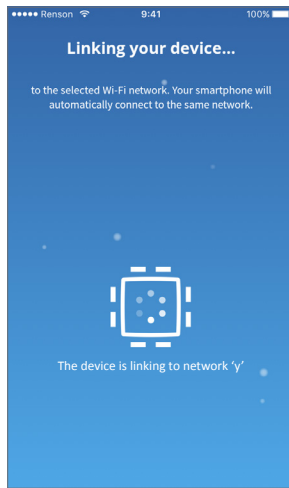 Renson 9:41 100%
Linking your device...
to the selected Wi-Fi network. Your smartphone will
automatically connect to the same network.
The device is linking to network ‘y’